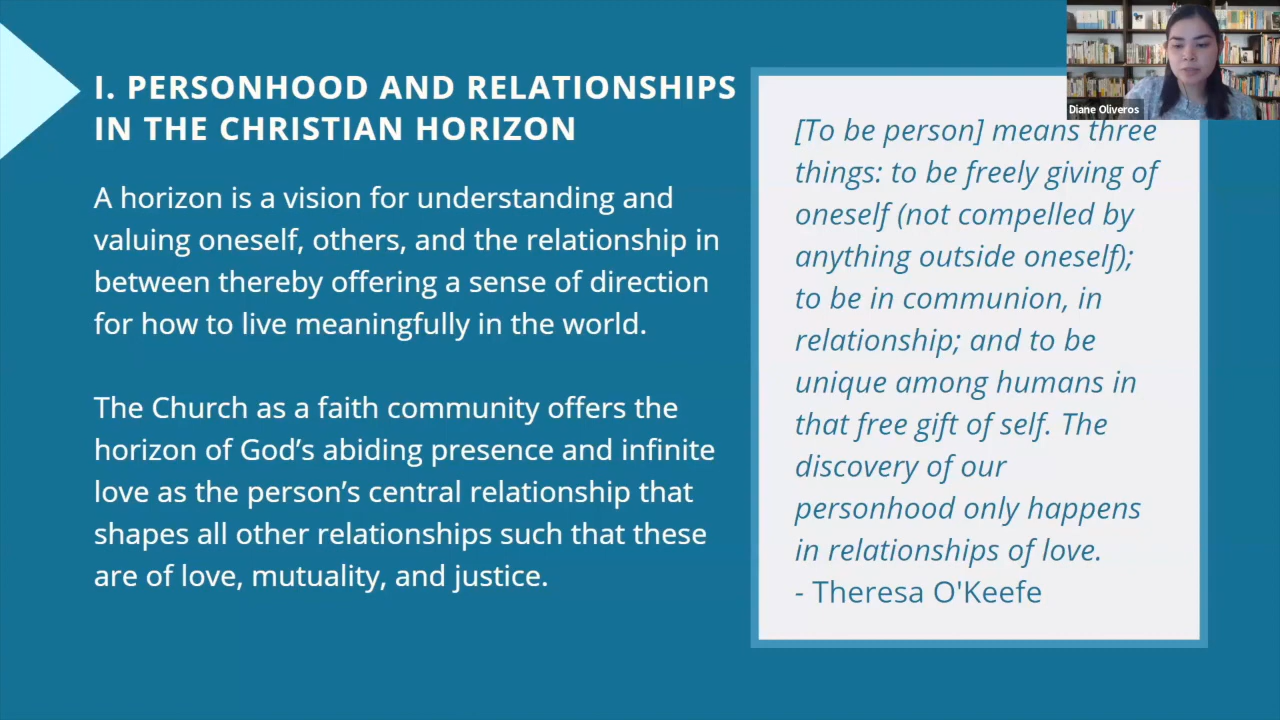 I. PERSONHOOD AND RELATIONSHIPS
IN THE CHRISTIAN HORIZON
A horizon is a vision for understanding and
valuing oneself, others, and the relationship in
between thereby offering a sense of direction
for how to live meaningfully in the world.
The Church as a faith community offers the
horizon of God’s abiding presence and infinite
love as the person’s central relationship that
shapes all other relationships such that these
are of love, mutuality, and justice.
[To be person] means three
things: to be freely giving of
oneself (not compelled by
anything outside oneself);
to be in communion, in
relationship; and to be
unique among humans in
that free gift of self. The
discovery of our
personhood only happens
in relationships of love.
- Theresa O'Keefe
Diane Oliveros